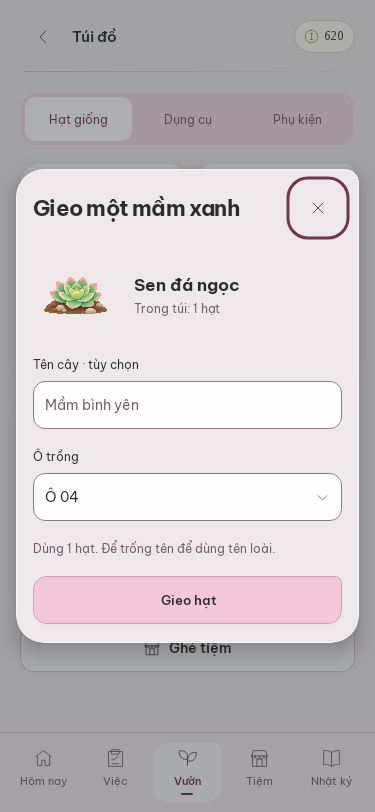 Túi đồ
620
Hạt giống
Dụng cụ
Phụ kiện
Gieo một mầm xanh
Sen đá ngọc
Trong túi: 1 hạt
Tên cây · tùy chọn
Mầm bình yên
Ô trồng
Ô 04
Dùng 1 hạt. Để trống tên để dùng tên loài.
Gieo hạt
Ghé tiệm
Hôm nay
Việc
Vườn
Tiệm
Nhật ký